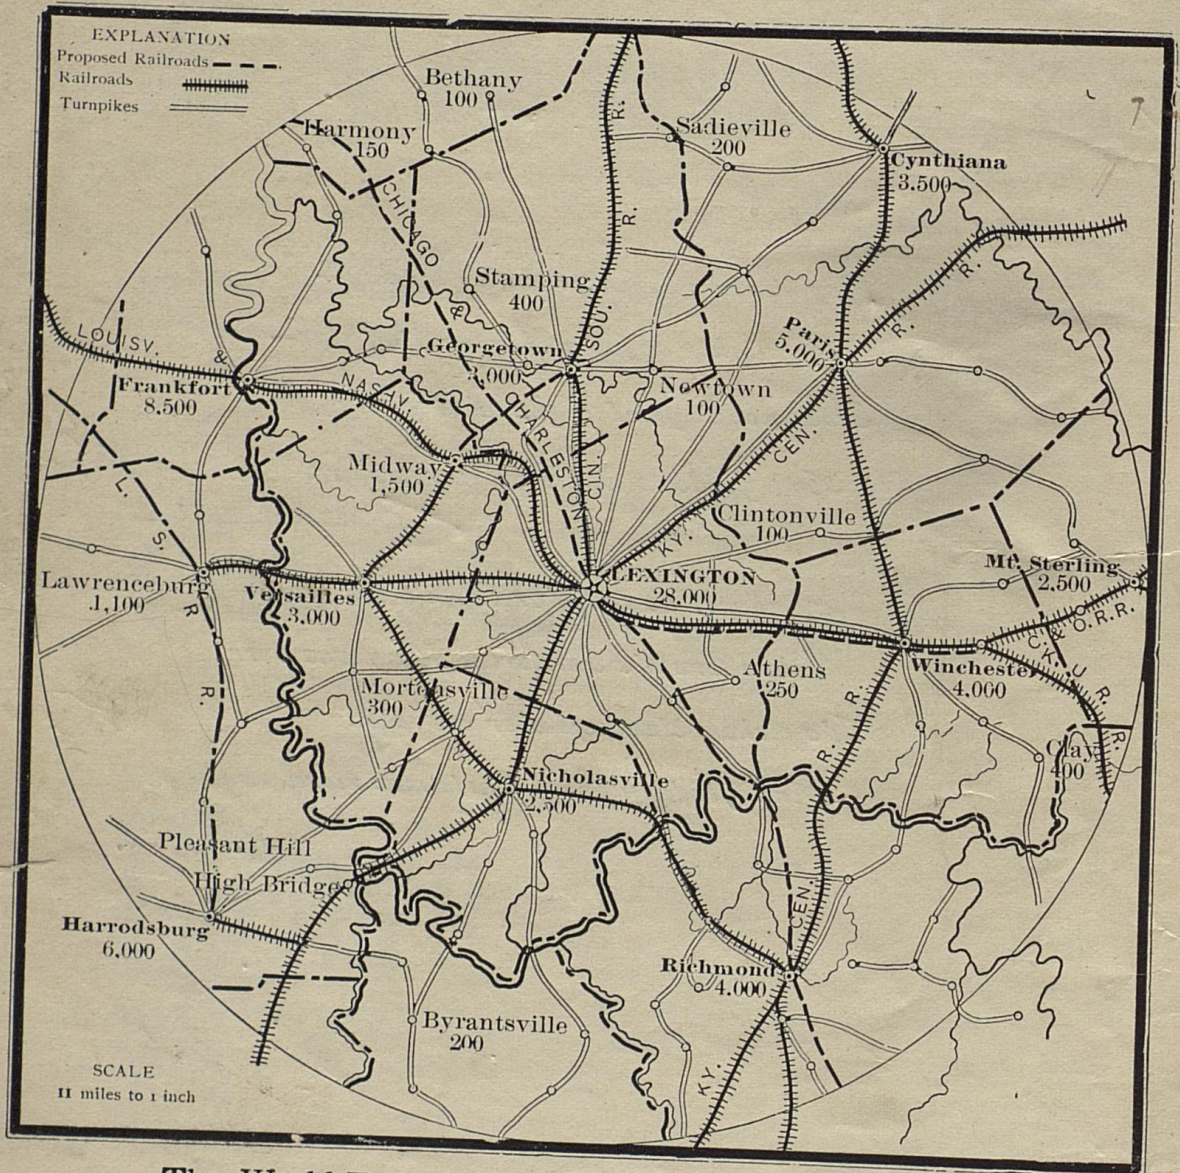 EXPLANATION
Proposed Railroads
Railroads
Turnpikes
Bethany
100
Harmony
150
R.
Sadieville
200
Cynthiana
3.500
CHICAGO
R.
R.
Stamping
400
&
SOU.
R.
LOUISV.
&
Georgetown
Paris
5.000
Frankfort
8,500
NASHV.
CHARLESTON
Newtown
100
CEN.
Midway
1,500
CIN.
L.
S.
R
R.
KY.
Clintonville
100
Lawrenceburg
1,100
Versailles
3.000
LEXINGTON
28,000
Mt. Sterling
2,500
C. & O.R.R.
Winchester
4,000
Athens
250
Mortonsville
300
R.
R.
R.
R.
Clay
400
Nicholasville
2,500
Pleasant Hill
High Bridge
Harrodsburg
6,000
CEN.
Richmond
4.000
Byrantsville
200
KY.
SCALE
11 miles to 1 inch